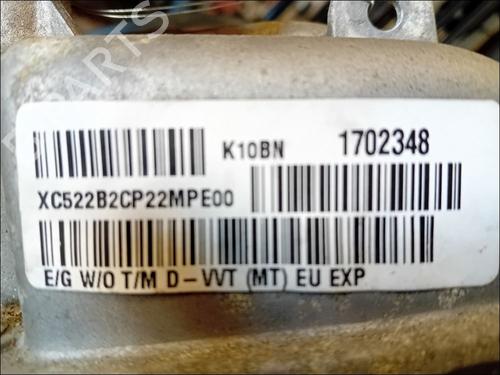 K10BN 1702348
XC522B2CP22MPE00
E/G W/O T/M D-VVT (MT) EU EXP